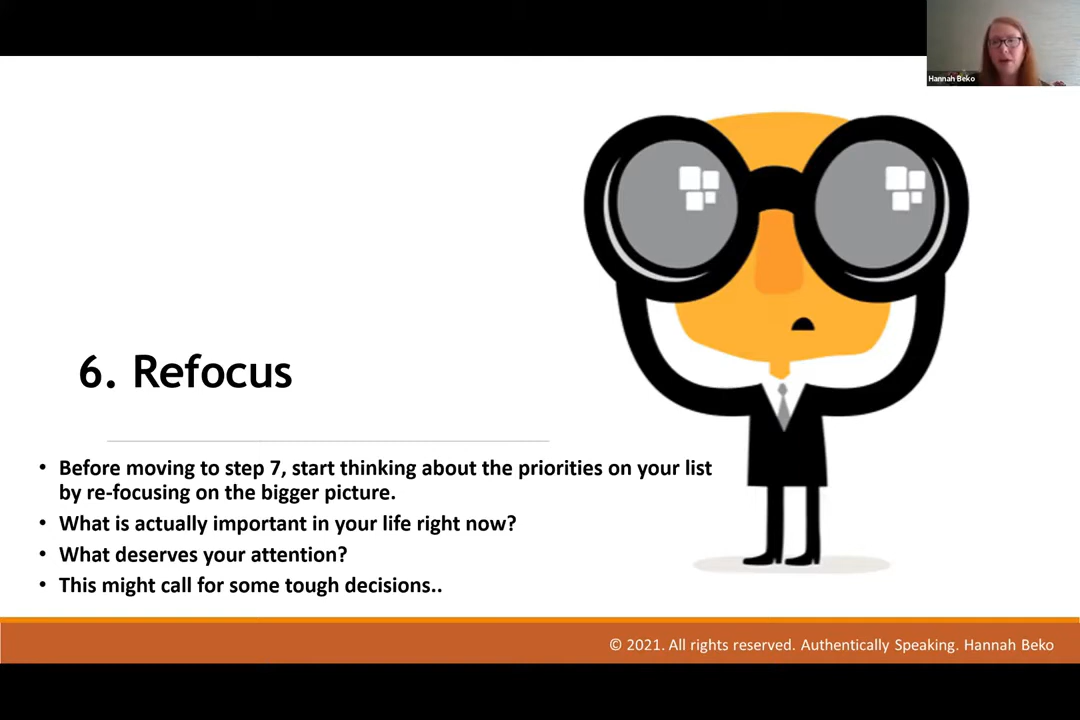 Hannah Beko
6. Refocus
• Before moving to step 7, start thinking about the priorities on your list
by re-focusing on the bigger picture.
• What is actually important in your life right now?
• What deserves your attention?
• This might call for some tough decisions..
© 2021. All rights reserved. Authentically Speaking. Hannah Beko